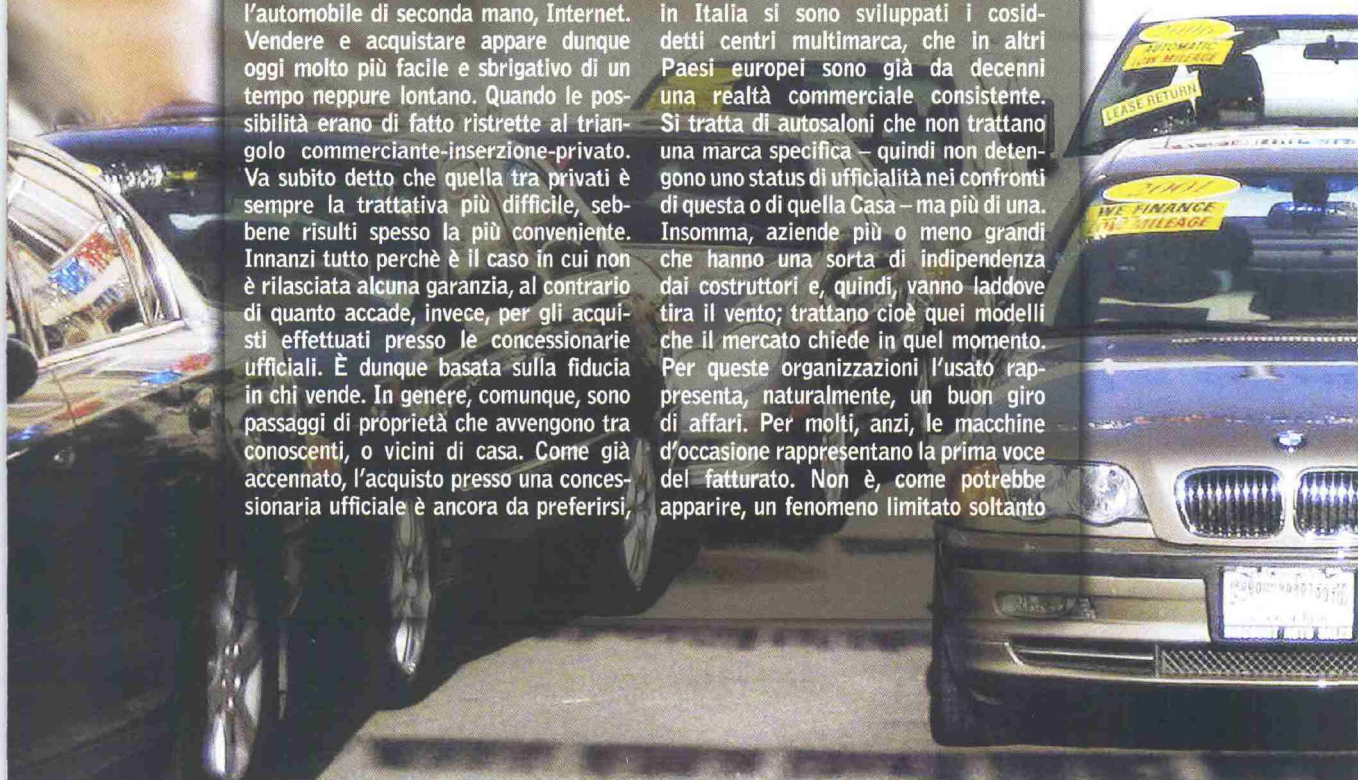 l'automobile di seconda mano, Internet.
Vendere e acquistare appare dunque
oggi molto più facile e sbrigativo di un
tempo neppure lontano. Quando le pos-
sibilità erano di fatto ristrette al trian-
golo commerciante-inserzione-privato.
Va subito detto che quella tra privati è
sempre la trattativa più difficile, seb-
bene risulti spesso la più conveniente.
Innanzi tutto perchè è il caso in cui non
è rilasciata alcuna garanzia, al contrario
di quanto accade, invece, per gli acqui-
sti effettuati presso le concessionarie
ufficiali. È dunque basata sulla fiducia
in chi vende. In genere, comunque, sono
passaggi di proprietà che avvengono tra
conoscenti, o vicini di casa. Come già
accennato, l'acquisto presso una conces-
sionaria ufficiale è ancora da preferirsi,
in Italia si sono sviluppati i cosid-
detti centri multimarca, che in altri
Paesi europei sono già da decenni
una realtà commerciale consistente.
Si tratta di autosaloni che non trattano
una marca specifica – quindi non deten-
gono uno status di ufficialità nei confronti
di questa o di quella Casa – ma più di una.
Insomma, aziende più o meno grandi
che hanno una sorta di indipendenza
dai costruttori e, quindi, vanno laddove
tira il vento; trattano cioè quei modelli
che il mercato chiede in quel momento.
Per queste organizzazioni l'usato rap-
presenta, naturalmente, un buon giro
di affari. Per molti, anzi, le macchine
d'occasione rappresentano la prima voce
del fatturato. Non è, come potrebbe
apparire, un fenomeno limitato soltanto
AUTOMATIC
LOW MILEAGE
LEASE RETURN
2001
WE FINANCE
LOW MILEAGE